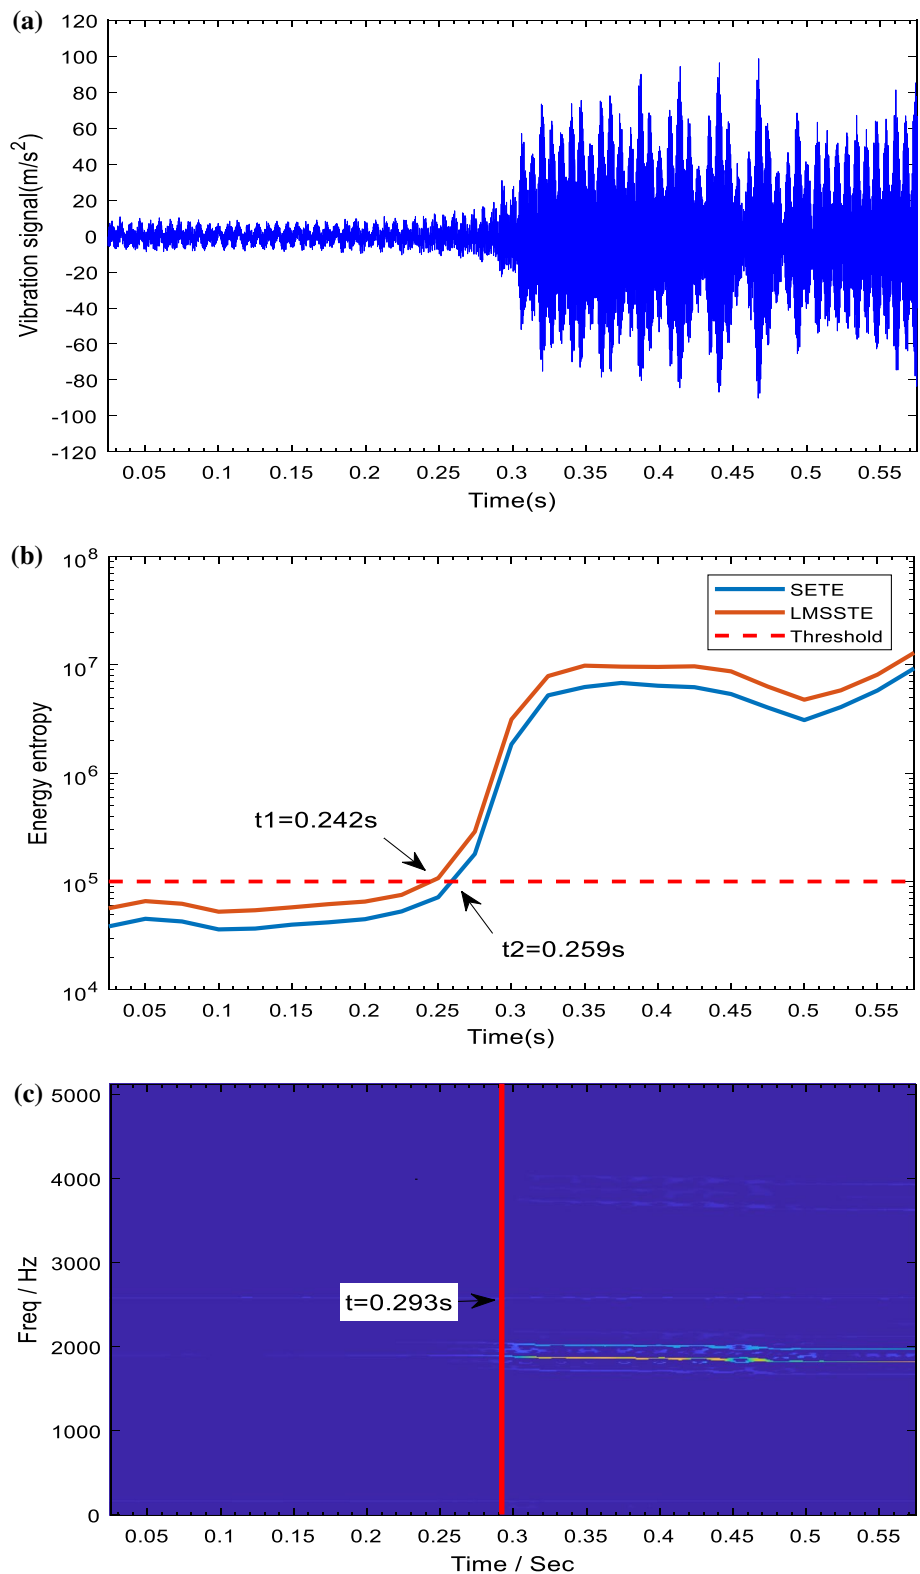 (a)
120
100
80
60
40
20
0
-20
-40
-60
-80
-100
-120
Vibration signal(m/s²)
0.05 0.1 0.15 0.2 0.25 0.3 0.35 0.4 0.45 0.5 0.55
Time(s)
(b)
10⁸
10⁷
10⁶
10⁵
10⁴
Energy entropy
SETE
LMSSTE
Threshold
t1=0.242s
t2=0.259s
0.05 0.1 0.15 0.2 0.25 0.3 0.35 0.4 0.45 0.5 0.55
Time(s)
(c)
5000
4000
3000
2000
1000
0
Freq / Hz
t=0.293s
0.05 0.1 0.15 0.2 0.25 0.3 0.35 0.4 0.45 0.5 0.55
Time / Sec